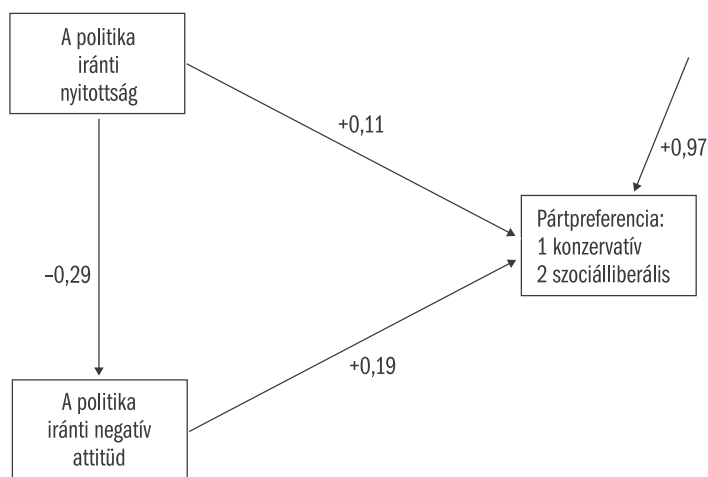 A politika
iránti
nyitottság
+0,11
+0,97
Pártpreferencia:
1 konzervatív
2 szociálliberális
–0,29
+0,19
A politika
iránti negatív
attitüd